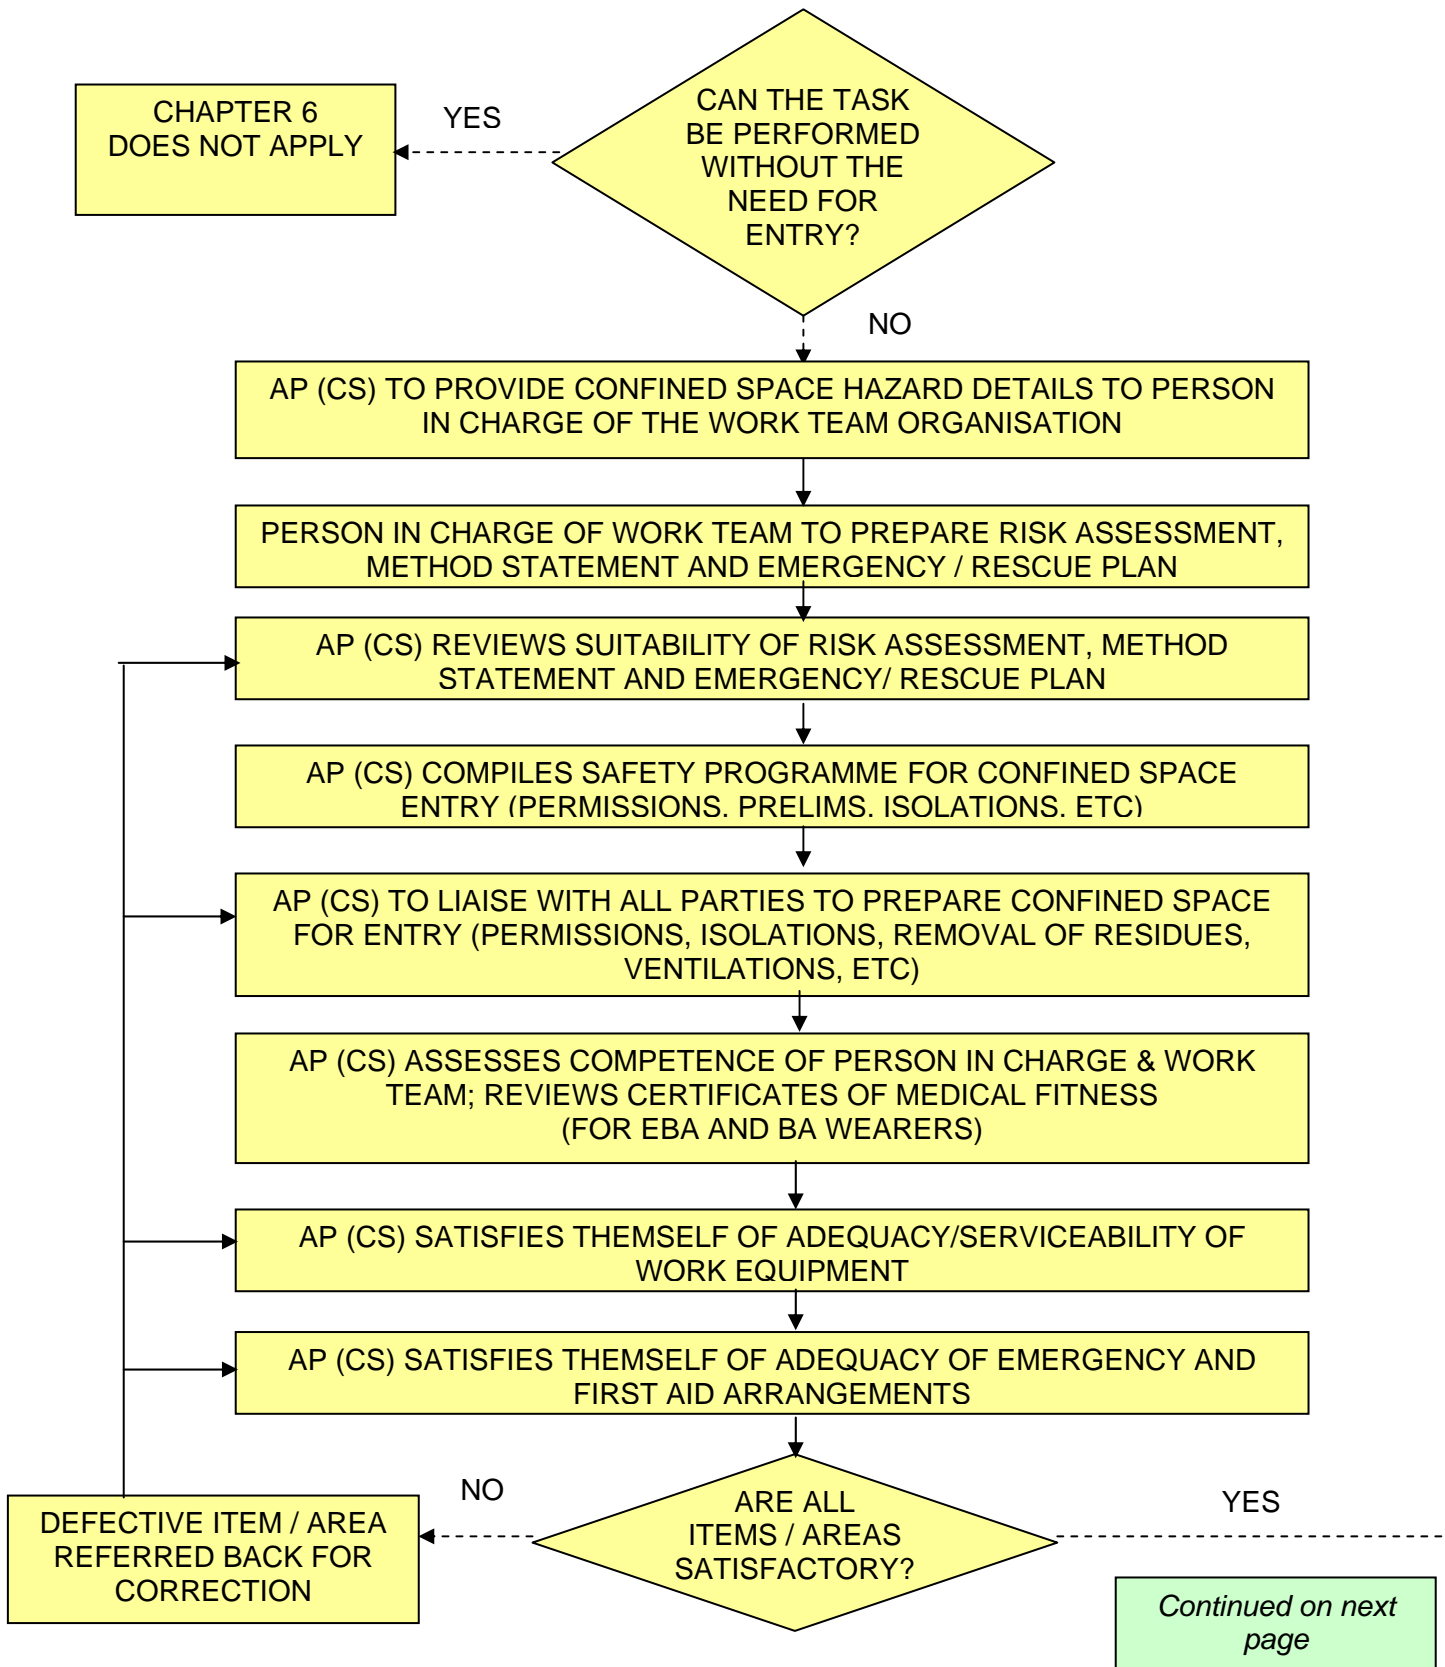 CAN THE TASK
BE PERFORMED
WITHOUT THE
NEED FOR
ENTRY?
YES
CHAPTER 6
DOES NOT APPLY
NO
AP (CS) TO PROVIDE CONFINED SPACE HAZARD DETAILS TO PERSON
IN CHARGE OF THE WORK TEAM ORGANISATION
PERSON IN CHARGE OF WORK TEAM TO PREPARE RISK ASSESSMENT,
METHOD STATEMENT AND EMERGENCY / RESCUE PLAN
AP (CS) REVIEWS SUITABILITY OF RISK ASSESSMENT, METHOD
STATEMENT AND EMERGENCY/ RESCUE PLAN
AP (CS) COMPILES SAFETY PROGRAMME FOR CONFINED SPACE
ENTRY (PERMISSIONS, PRELIMS, ISOLATIONS, ETC)
AP (CS) TO LIAISE WITH ALL PARTIES TO PREPARE CONFINED SPACE
FOR ENTRY (PERMISSIONS, ISOLATIONS, REMOVAL OF RESIDUES,
VENTILATIONS, ETC)
AP (CS) ASSESSES COMPETENCE OF PERSON IN CHARGE & WORK
TEAM; REVIEWS CERTIFICATES OF MEDICAL FITNESS
(FOR EBA AND BA WEARERS)
AP (CS) SATISFIES THEMSELF OF ADEQUACY/SERVICEABILITY OF
WORK EQUIPMENT
AP (CS) SATISFIES THEMSELF OF ADEQUACY OF EMERGENCY AND
FIRST AID ARRANGEMENTS
ARE ALL
ITEMS / AREAS
SATISFACTORY?
NO
DEFECTIVE ITEM / AREA
REFERRED BACK FOR
CORRECTION
YES
Continued on next
page